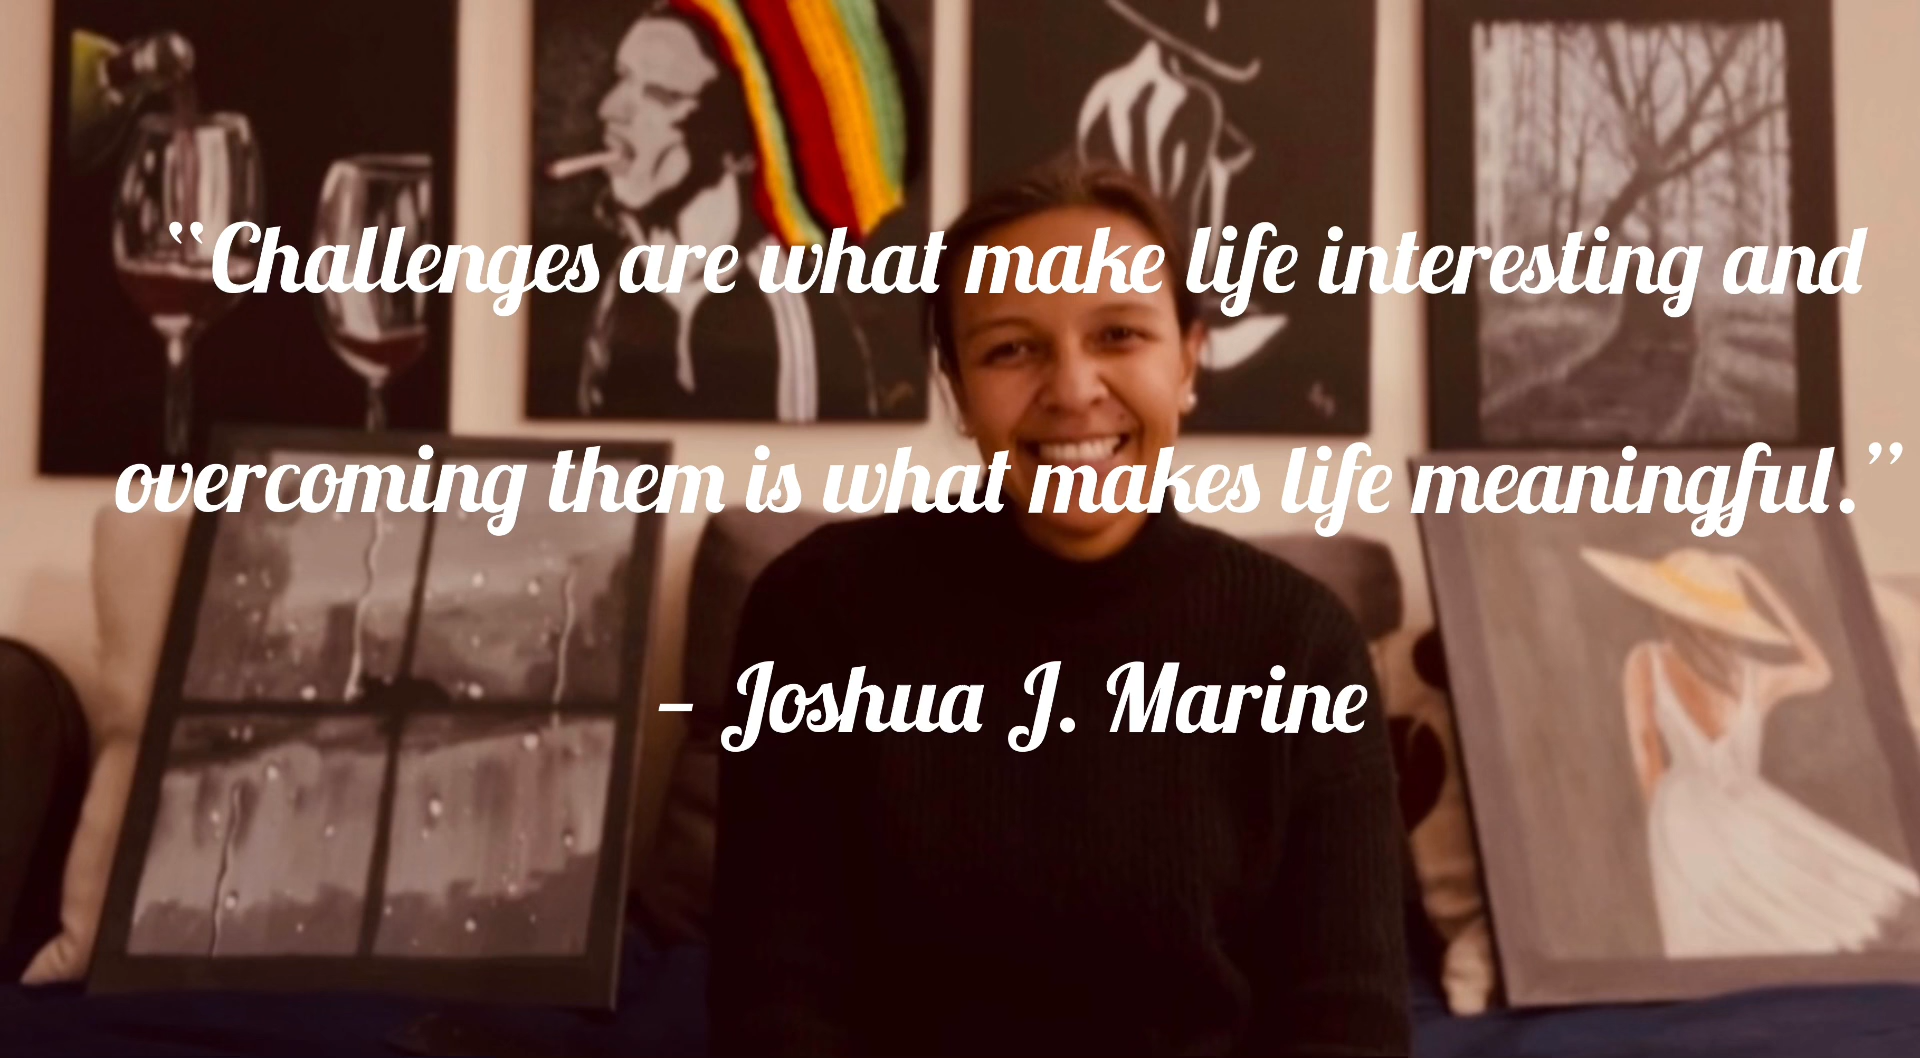 “Challenges are what make life interesting and
overcoming them is what makes life meaningful.”
– Joshua J. Marine